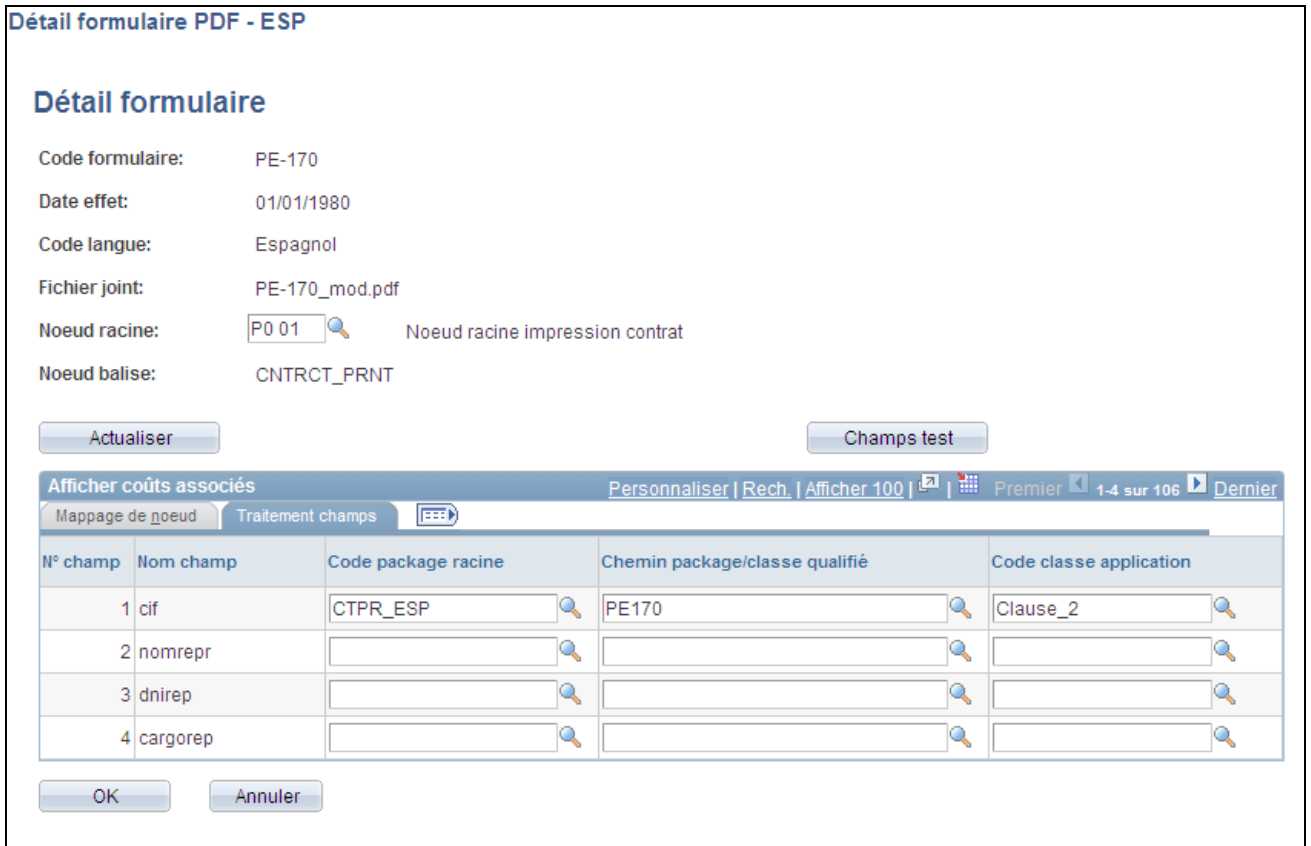 Détail formulaire PDF - ESP
Détail formulaire
Code formulaire: PE-170
Date effet: 01/01/1980
Code langue: Espagnol
Fichier joint: PE-170_mod.pdf
Noeud racine: P0 01 Noeud racine impression contrat
Noeud balise: CNTRCT_PRNT
Actualiser Champs test
Afficher coûts associés Personnaliser | Rech. | Afficher 100 | | Premier 1-4 sur 106 Dernier
Mappage de noeud Traitement champs
Nº champ Nom champ Code package racine Chemin package/classe qualifié Code classe application
1 cif CTPR_ESP PE170 Clause_2
2 nomrepr
3 dnirep
4 cargorep
OK Annuler